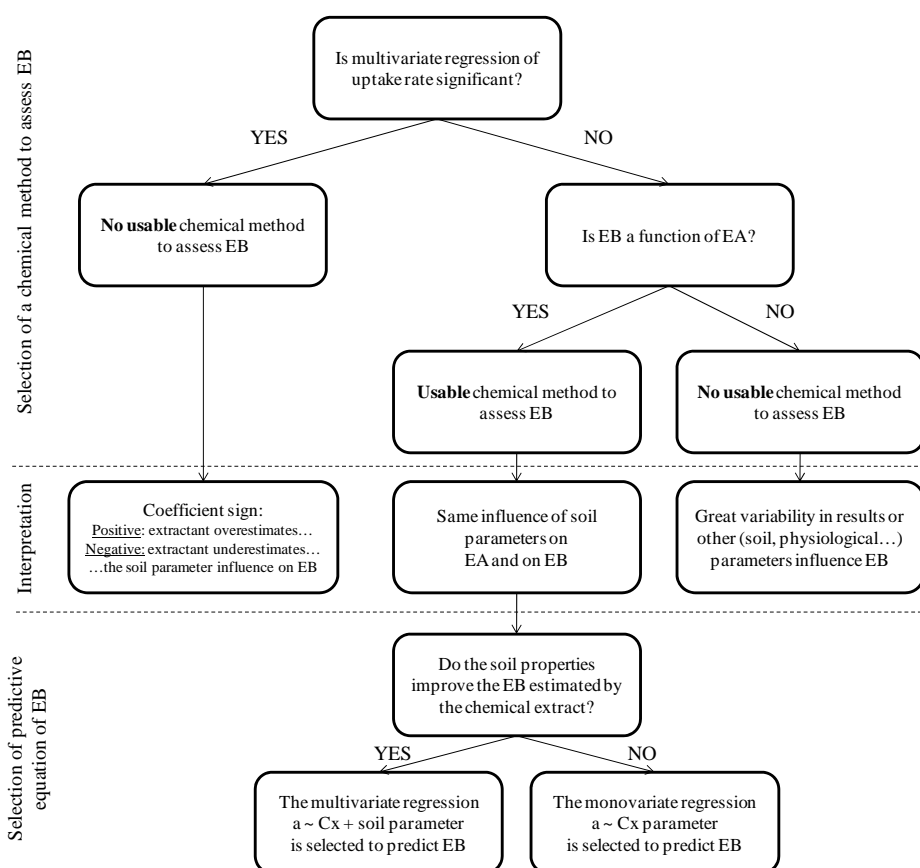 Selection of a chemical method to assess EB
Is multivariate regression of
uptake rate significant?
YES
NO
No usable chemical method
to assess EB
Is EB a function of EA?
YES
NO
Usable chemical method to
assess EB
No usable chemical method
to assess EB
Interpretation
Coefficient sign:
Positive: extractant overestimates…
Negative: extractant underestimates…
…the soil parameter influence on EB
Same influence of soil
parameters on
EA and on EB
Great variability in results or
other (soil, physiological…)
parameters influence EB
Selection of predictive
equation of EB
Do the soil properties
improve the EB estimated by
the chemical extract?
YES
NO
The multivariate regression
a ~ Cx + soil parameter
is selected to predict EB
The monovariate regression
a ~ Cx parameter
is selected to predict EB